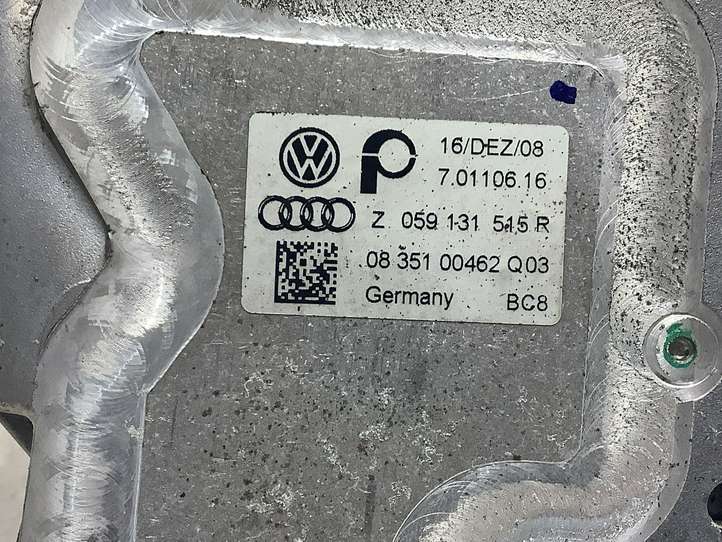 16/DEZ/08
7.01106.16
Z 059 131 515 R
08 351 00462 Q03
Germany BC8